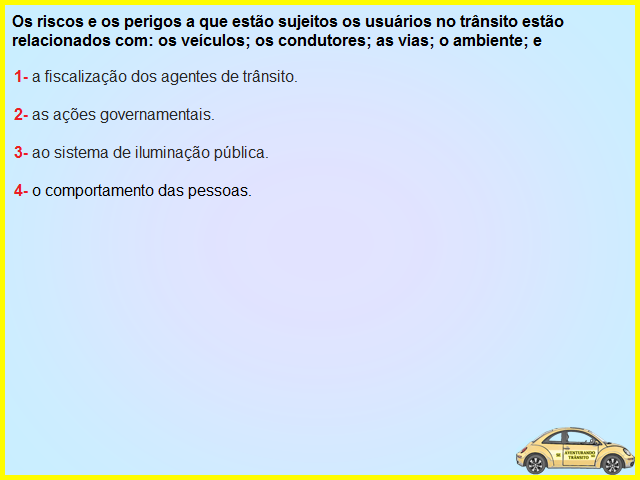 Os riscos e os perigos a que estão sujeitos os usuários no trânsito estão
relacionados com: os veículos; os condutores; as vias; o ambiente; e
1- a fiscalização dos agentes de trânsito.
2- as ações governamentais.
3- ao sistema de iluminação pública.
4- o comportamento das pessoas.
AVENTURANDO
TRÂNSITO